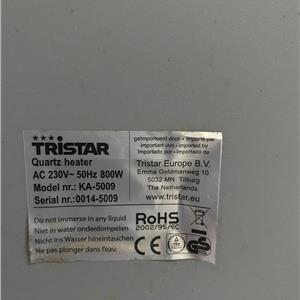 TRISTAR
Quartz heater
AC 230V~ 50Hz 800W
Model nr.: KA-5009
Serial nr.:0014-5009
geïmporteerd door • importé par
importiert von • imported by
Importado por • importado por
Tristar Europe B.V.
Emma Goldmanweg 10
5032 MN Tilburg
The Netherlands
www.tristar.eu
Do not immerse in any liquid
Niet in water onderdompelen
Nicht ins Wasser hineintauchen
Ne pas plonger dans l'eau
RoHS
2002/95/EC
CE